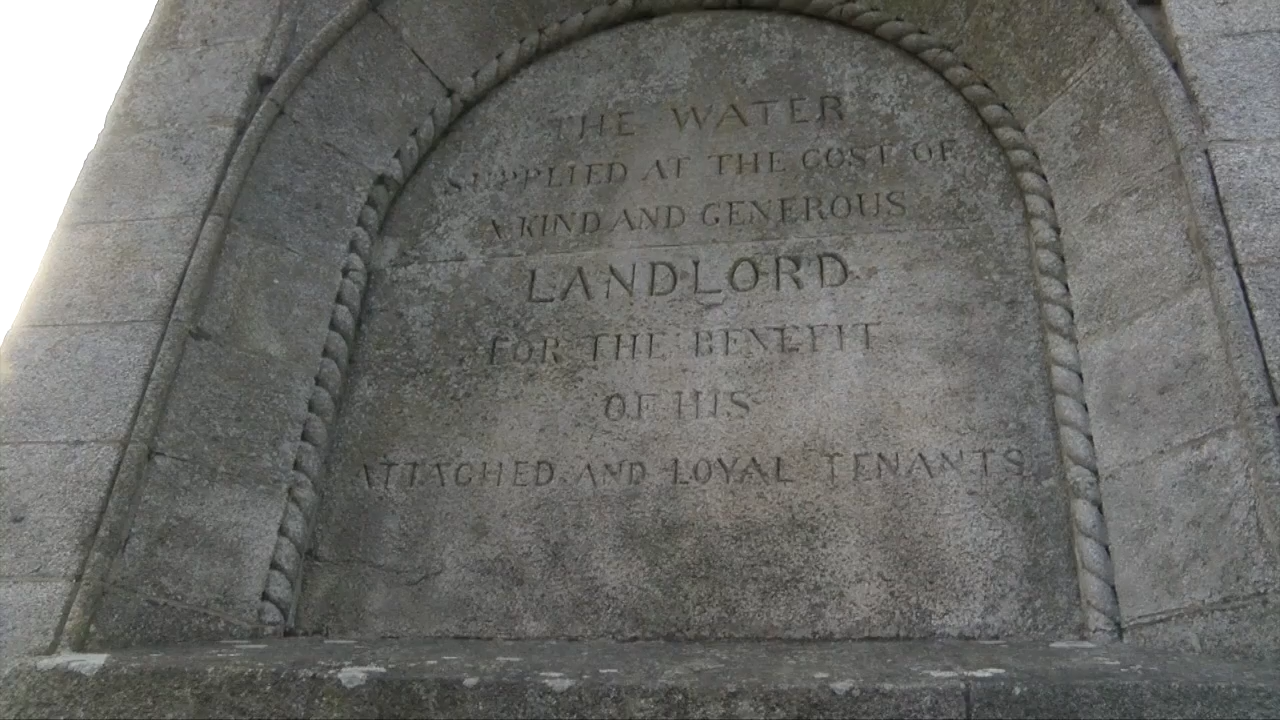 THE WATER
SUPPLIED AT THE COST OF
A KIND AND GENEROUS
LANDLORD
FOR THE BENEFIT
OF HIS
ATTACHED AND LOYAL TENANTS